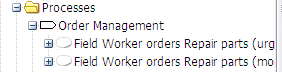 Processes
Order Management
Field Worker orders Repair parts (urg
Field Worker orders Repair parts (mo